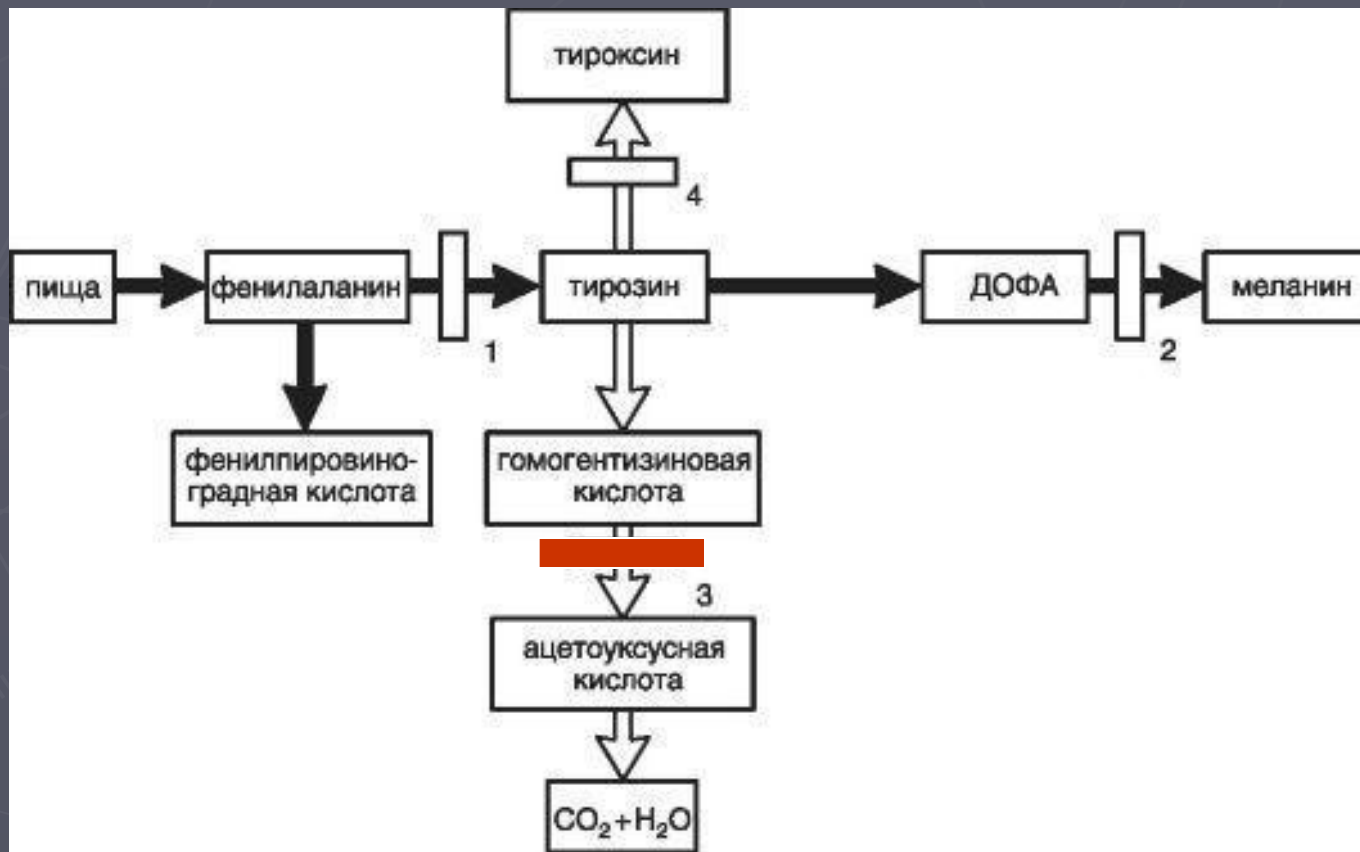 тироксин
4
пища
фенилаланин
1
тирозин
ДОФА
2
меланин
фенилпировино-
градная кислота
гомогентизиновая
кислота
3
ацетоуксусная
кислота
CO₂+H₂O